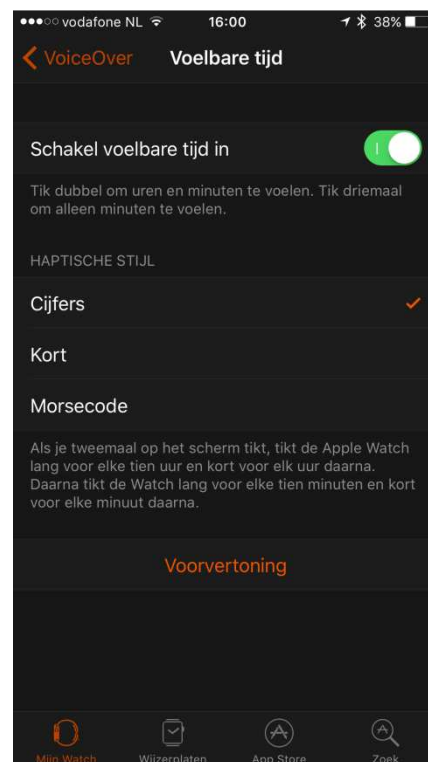 vodafone NL 16:00 38%
VoiceOver Voelbare tijd
Schakel voelbare tijd in
Tik dubbel om uren en minuten te voelen. Tik driemaal
om alleen minuten te voelen.
HAPTISCHE STIJL
Cijfers
Kort
Morsecode
Als je tweemaal op het scherm tikt, tikt de Apple Watch
lang voor elke tien uur en kort voor elk uur daarna.
Daarna tikt de Watch lang voor elke tien minuten en kort
voor elke minuut daarna.
Voorvertoning
Mijn Watch Wijzerplaten App Store Zoek